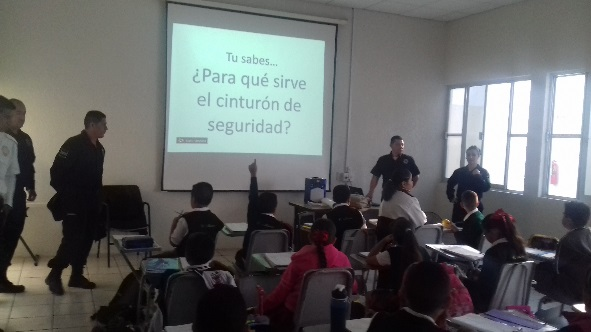 Tu sabes...
¿Para qué sirve
el cinturón de
seguridad?